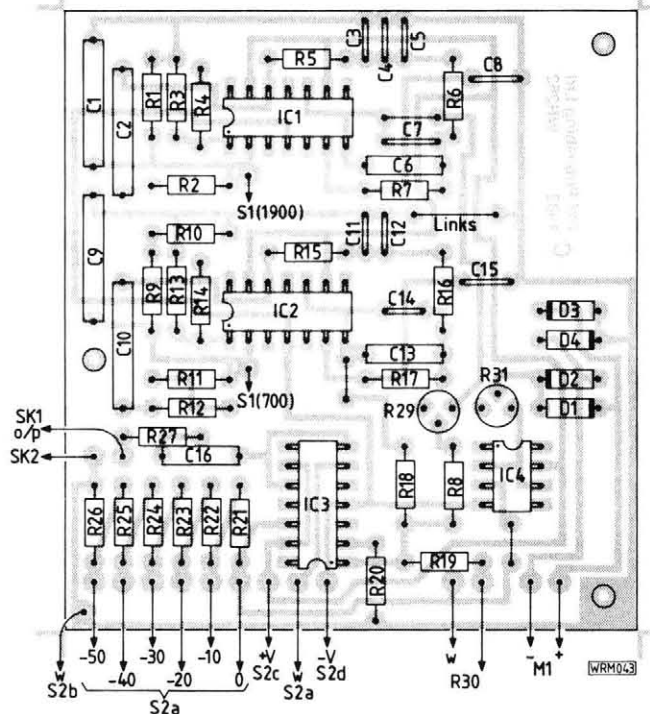 C3
C4
C5
R5
C8
C1
C2
R1
R3
R4
IC1
R6
C7
C6
R2
R7
S1(1900)
Links
C9
R10
C11
C12
R15
C15
R9
R13
R14
IC2
R16
C14
D3
D4
C10
C13
R11
R17
R31
D2
S1(700)
R29
D1
R12
SK1
o/p
R27
SK2
C16
IC4
R18
R8
R26
R25
R24
R23
R22
R21
IC3
R20
R19
w
S2b
-50
-40
-30
-20
-10
0
S2a
+V
S2c
w
S2a
-V
S2d
w
R30
-
+
M1
WRM043